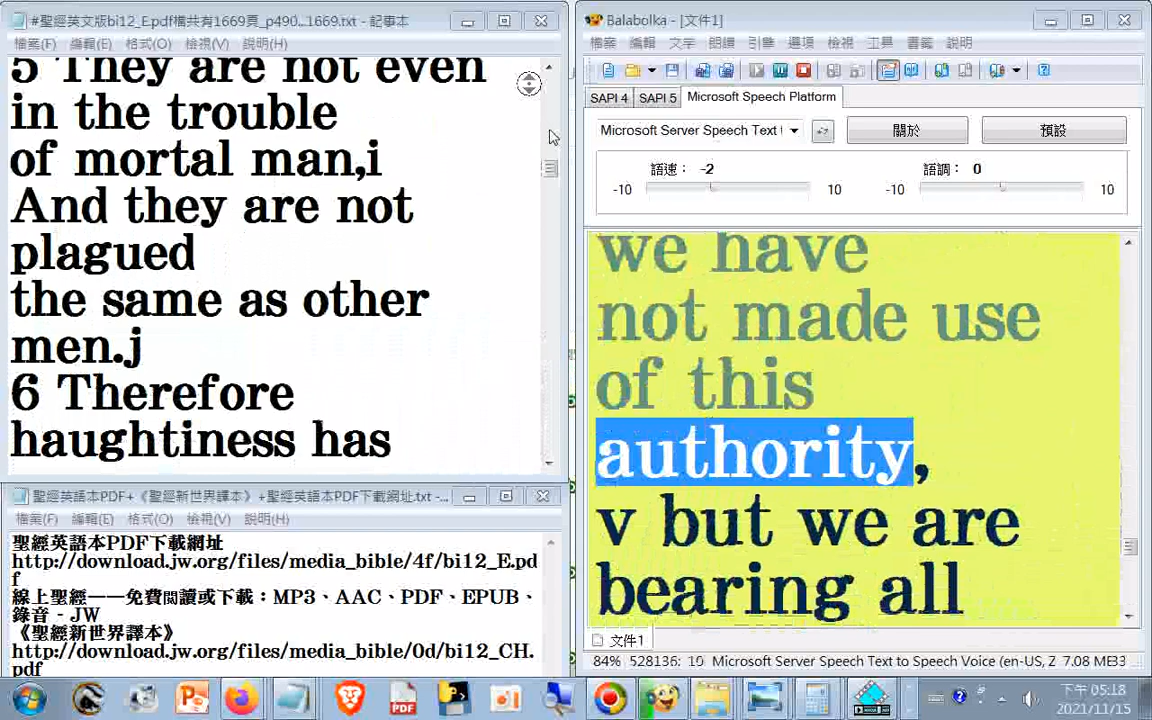 #聖經英文版bi12_E.pdf檔共有1669頁_p490...1669.txt - 記事本
檔案(F) 編輯(E) 格式(O) 檢視(V) 說明(H)
5 They are not even
in the trouble
of mortal man,i
And they are not
plagued
the same as other
men.j
6 Therefore
haughtiness has
聖經英語本PDF+《聖經新世界譯本》+聖經英語本PDF下載網址.txt - ...
檔案(F) 編輯(E) 格式(O) 檢視(V) 說明(H)
聖經英語本PDF下載網址
http://download.jw.org/files/media_bible/4f/bi12_E.pd
f
線上聖經——免費閱讀或下載：MP3、AAC、PDF、EPUB、
錄音 - JW
《聖經新世界譯本》
http://download.jw.org/files/media_bible/0d/bi12_CH.
pdf
Balabolka - [文件1]
檔案 編輯 文字 朗讀 引擎 選項 檢視 工具 書籤 說明
SAPI 4 SAPI 5 Microsoft Speech Platform
Microsoft Server Speech Text
關於 預設
語速： -2 語調： 0
-10 10 -10 10
we have
not made use
of this
authority,
v but we are
bearing all
文件1
84% 528136: 10 Microsoft Server Speech Text to Speech Voice (en-US, Z 7.08 MB
下午 05:18
2021/11/15